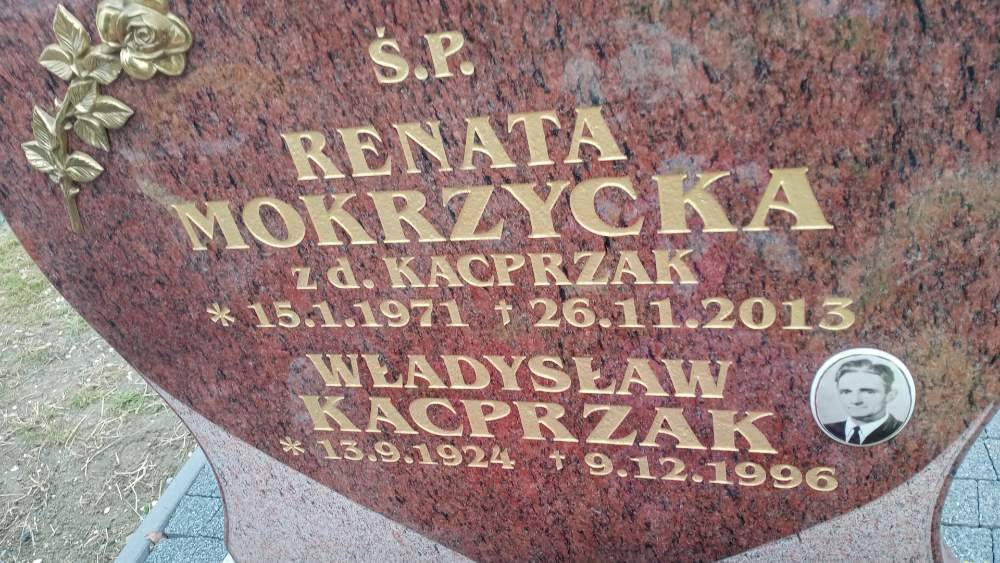 Ś.P.
RENATA
MOKRZYCKA
z d. KACPRZAK
* 15.1.1971 † 26.11.2013
WŁADYSŁAW
KACPRZAK
* 13.9.1924 † 9.12.1996